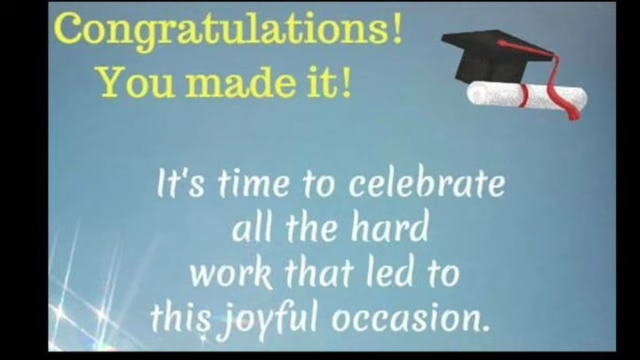 Congratulations!
You made it!
It's time to celebrate
all the hard
work that led to
this joyful occasion.